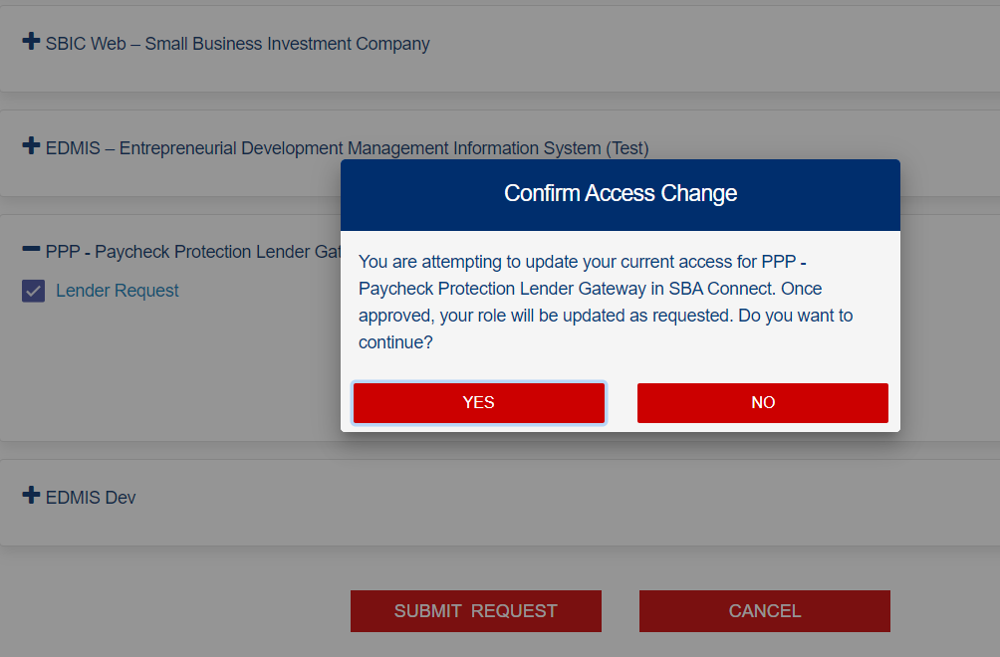 SBIC Web – Small Business Investment Company
EDMIS – Entrepreneurial Development Management Information System (Test)
Confirm Access Change
PPP - Paycheck Protection Lender
You are attempting to update your current access for PPP -
Paycheck Protection Lender Gateway in SBA Connect. Once
approved, your role will be updated as requested. Do you want to
continue?
Lender Request
YES
NO
EDMIS Dev
SUBMIT REQUEST
CANCEL